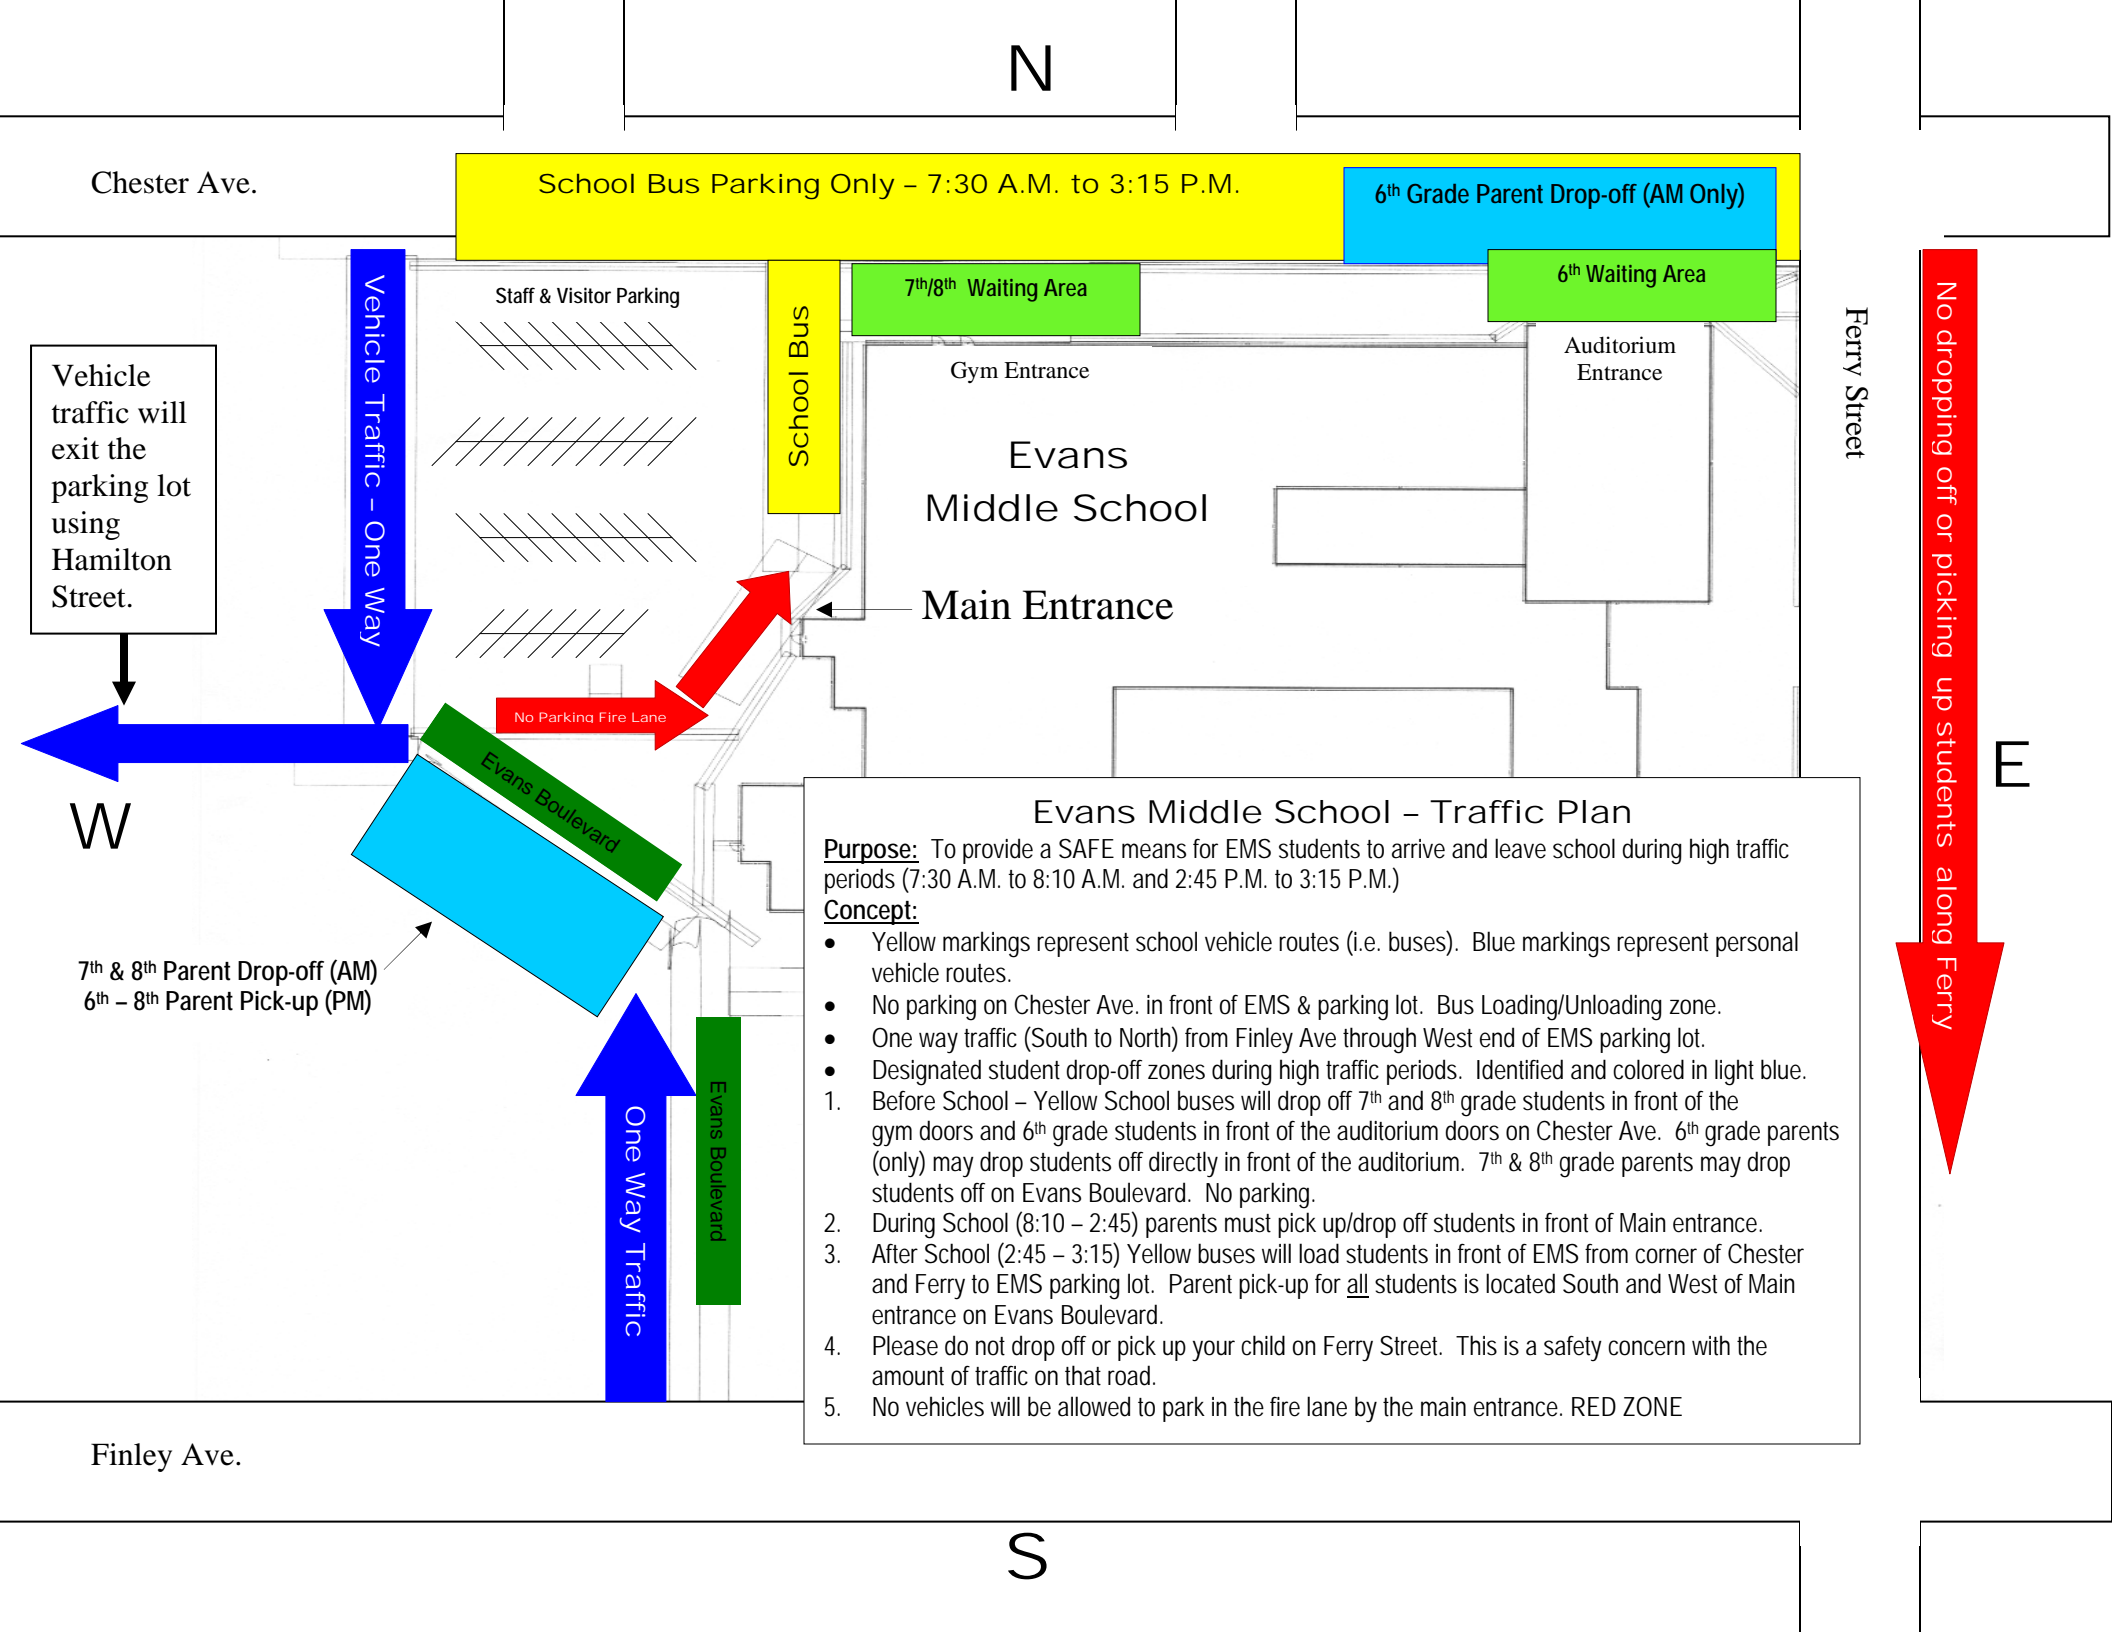 N
Chester Ave.
School Bus Parking Only – 7:30 A.M. to 3:15 P.M.
6th Grade Parent Drop-off (AM Only)
Vehicle Traffic – One Way
Staff & Visitor Parking
School Bus
7th/8th Waiting Area
6th Waiting Area
Gym Entrance
Auditorium
Entrance
Ferry Street
No dropping off or picking up students along Ferry
Vehicle
traffic will
exit the
parking lot
using
Hamilton
Street.
Evans
Middle School
Main Entrance
No Parking Fire Lane
E
W
Evans Boulevard
7th & 8th Parent Drop-off (AM)
6th – 8th Parent Pick-up (PM)
One Way Traffic
Evans Boulevard
Evans Middle School – Traffic Plan
Purpose: To provide a SAFE means for EMS students to arrive and leave school during high traffic
periods (7:30 A.M. to 8:10 A.M. and 2:45 P.M. to 3:15 P.M.)
Concept:
• Yellow markings represent school vehicle routes (i.e. buses). Blue markings represent personal
vehicle routes.
• No parking on Chester Ave. in front of EMS & parking lot. Bus Loading/Unloading zone.
• One way traffic (South to North) from Finley Ave through West end of EMS parking lot.
• Designated student drop-off zones during high traffic periods. Identified and colored in light blue.
1. Before School – Yellow School buses will drop off 7th and 8th grade students in front of the
gym doors and 6th grade students in front of the auditorium doors on Chester Ave. 6th grade parents
(only) may drop students off directly in front of the auditorium. 7th & 8th grade parents may drop
students off on Evans Boulevard. No parking.
2. During School (8:10 – 2:45) parents must pick up/drop off students in front of Main entrance.
3. After School (2:45 – 3:15) Yellow buses will load students in front of EMS from corner of Chester
and Ferry to EMS parking lot. Parent pick-up for all students is located South and West of Main
entrance on Evans Boulevard.
4. Please do not drop off or pick up your child on Ferry Street. This is a safety concern with the
amount of traffic on that road.
5. No vehicles will be allowed to park in the fire lane by the main entrance. RED ZONE
Finley Ave.
S